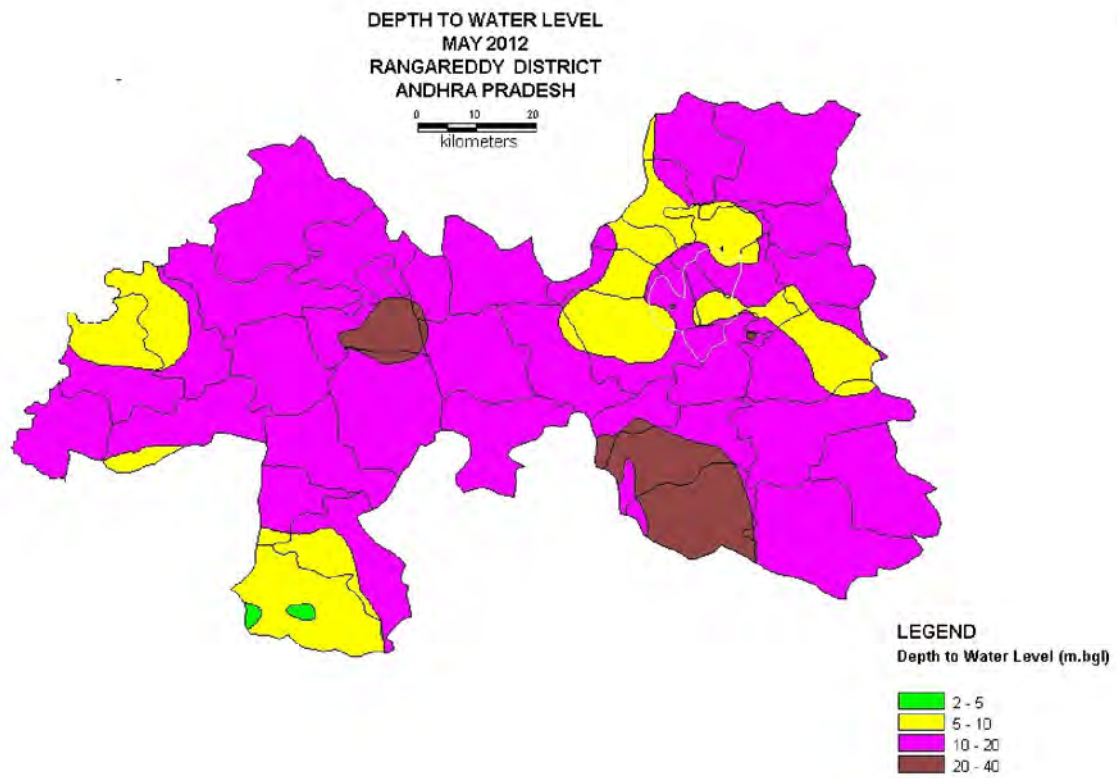 DEPTH TO WATER LEVEL
MAY 2012
RANGAREDDY DISTRICT
ANDHRA PRADESH
0 10 20
kilometers
LEGEND
Depth to Water Level (m.bgl)
2 - 5
5 - 10
10 - 20
20 - 40